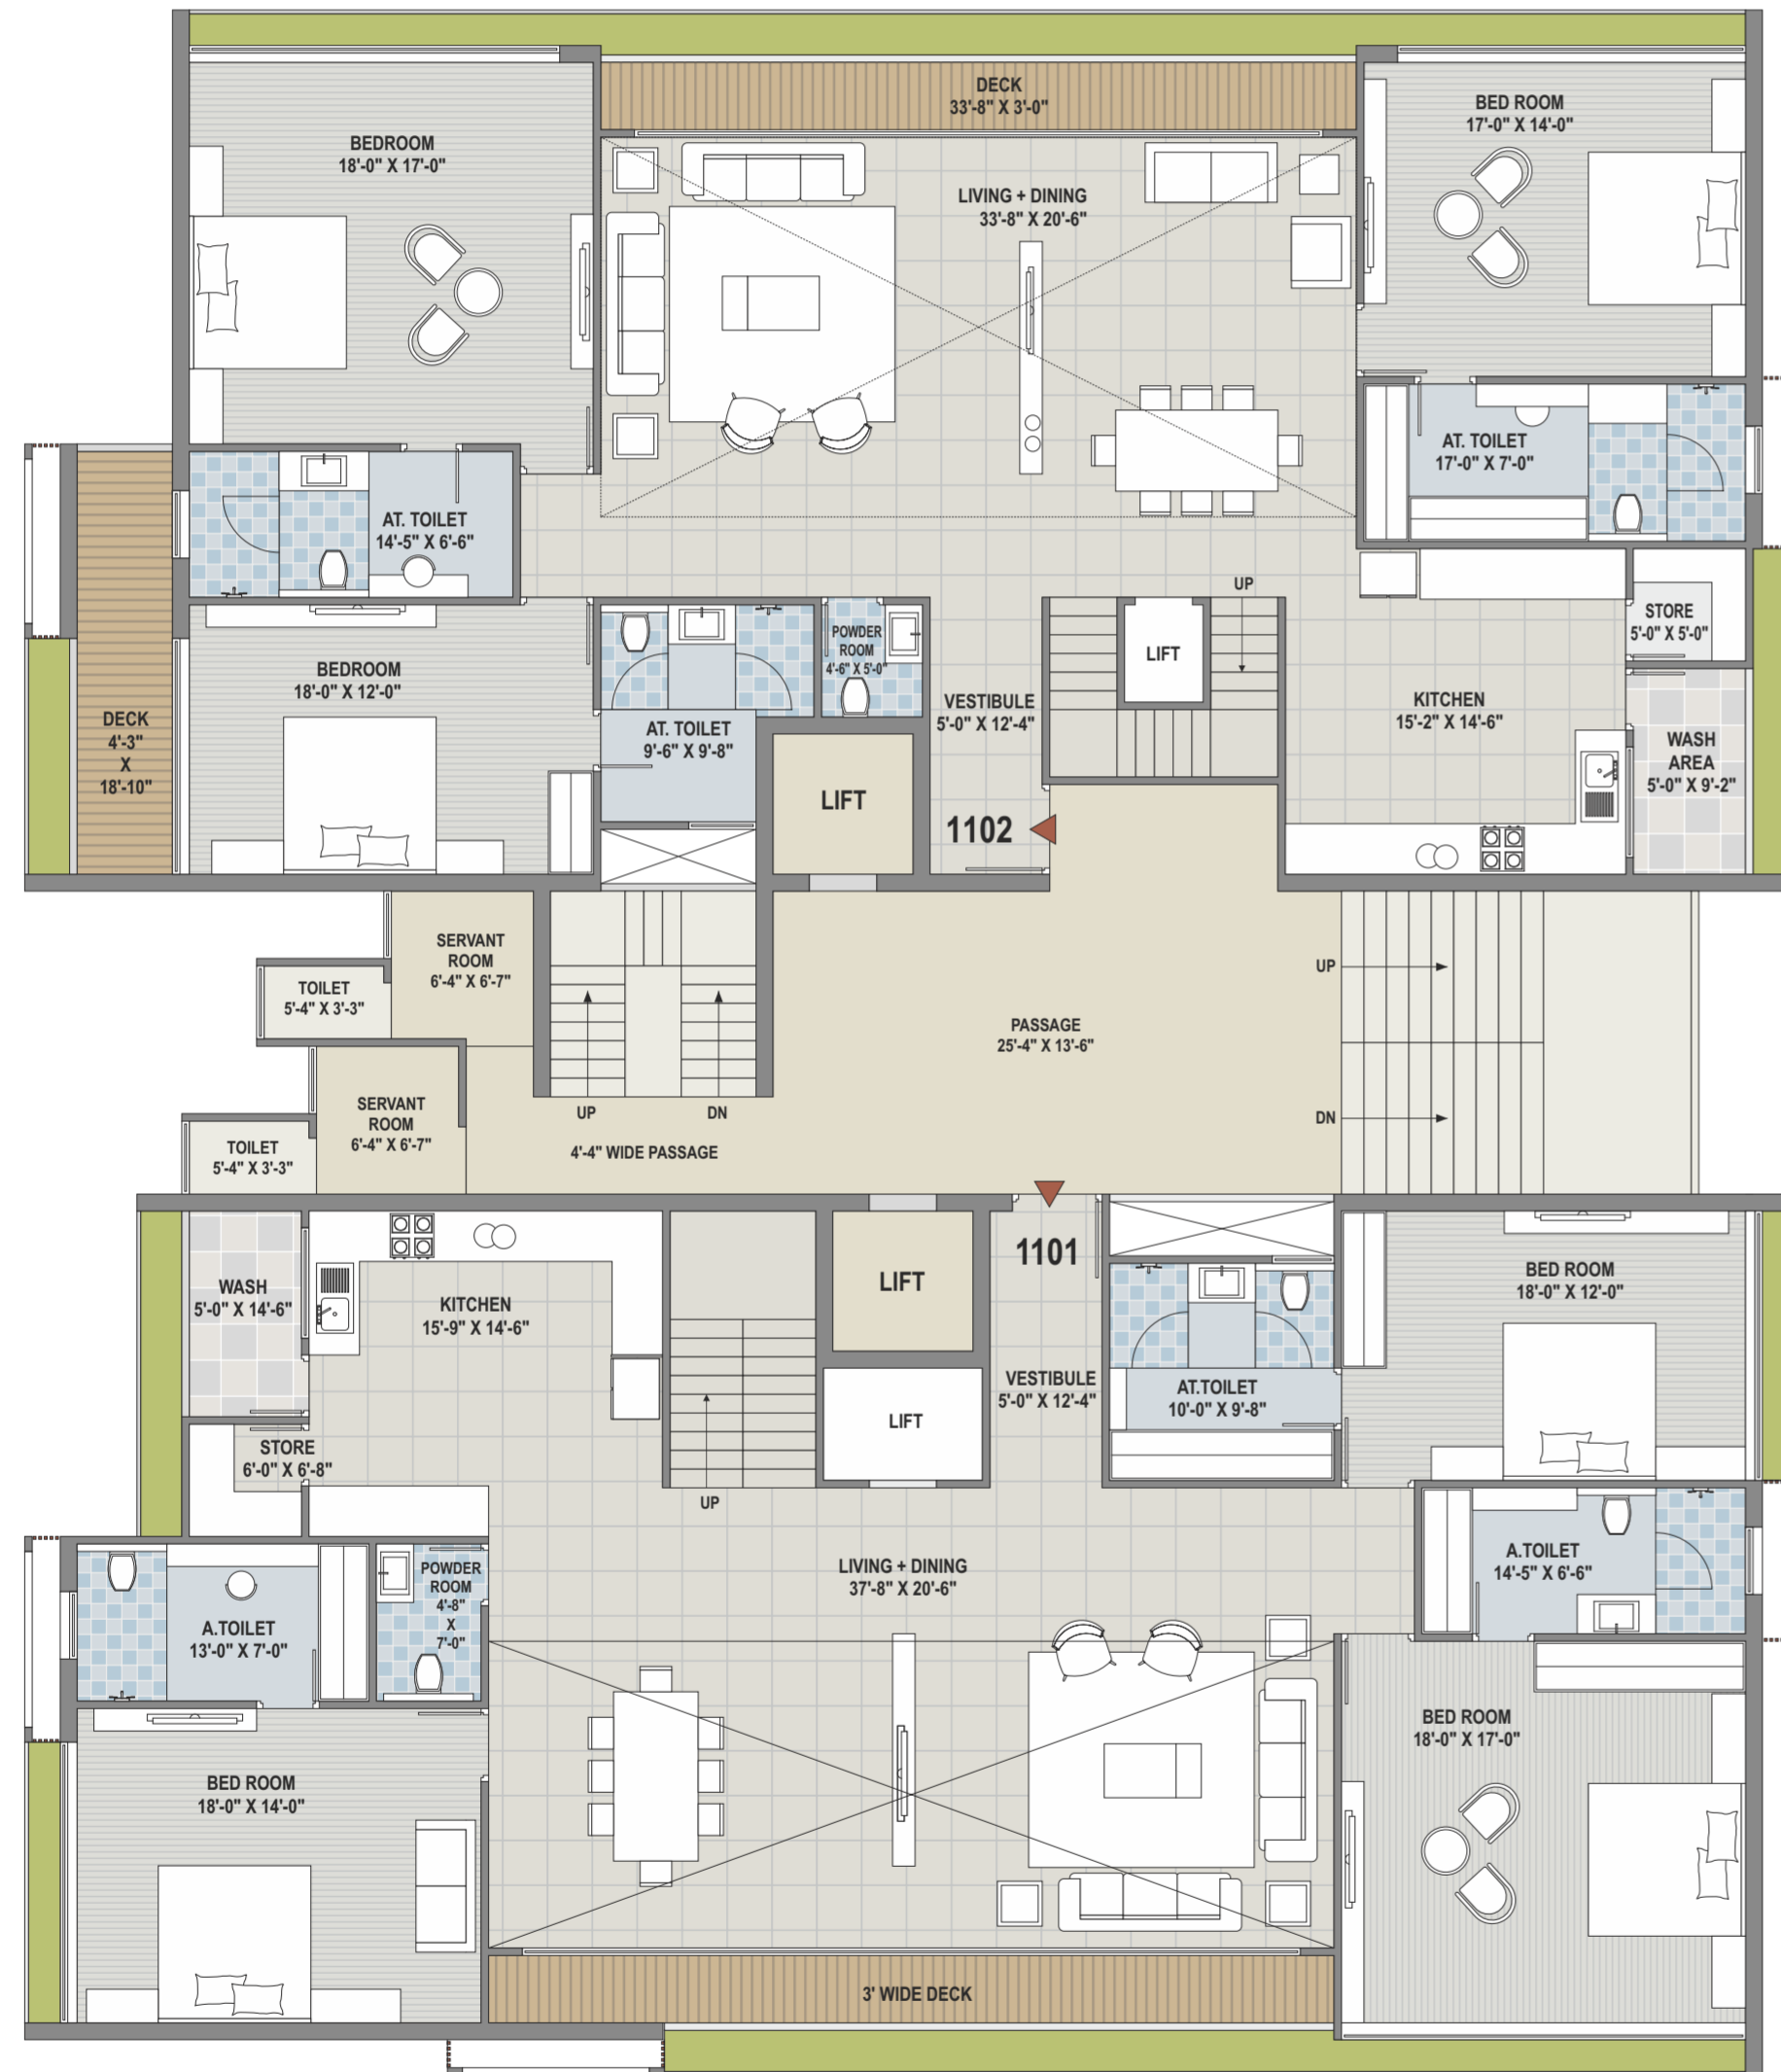 DECK
33'-8" X 3'-0"
BED ROOM
17'-0" X 14'-0"
BEDROOM
18'-0" X 17'-0"
LIVING + DINING
33'-8" X 20'-6"
AT. TOILET
17'-0" X 7'-0"
AT. TOILET
14'-5" X 6'-6"
UP
STORE
5'-0" X 5'-0"
POWDER
ROOM
4'-6" X 5'-0"
LIFT
BEDROOM
18'-0" X 12'-0"
VESTIBULE
5'-0" X 12'-4"
KITCHEN
15'-2" X 14'-6"
DECK
4'-3"
X
18'-10"
AT. TOILET
9'-6" X 9'-8"
WASH
AREA
5'-0" X 9'-2"
LIFT
1102
SERVANT
ROOM
6'-4" X 6'-7"
UP
TOILET
5'-4" X 3'-3"
PASSAGE
25'-4" X 13'-6"
SERVANT
ROOM
6'-4" X 6'-7"
UP
DN
DN
TOILET
5'-4" X 3'-3"
4'-4" WIDE PASSAGE
1101
LIFT
WASH
5'-0" X 14'-6"
KITCHEN
15'-9" X 14'-6"
BED ROOM
18'-0" X 12'-0"
VESTIBULE
5'-0" X 12'-4"
AT.TOILET
10'-0" X 9'-8"
LIFT
STORE
6'-0" X 6'-8"
UP
LIVING + DINING
37'-8" X 20'-6"
A.TOILET
14'-5" X 6'-6"
POWDER
ROOM
4'-8"
X
7'-0"
A.TOILET
13'-0" X 7'-0"
BED ROOM
18'-0" X 17'-0"
BED ROOM
18'-0" X 14'-0"
3' WIDE DECK